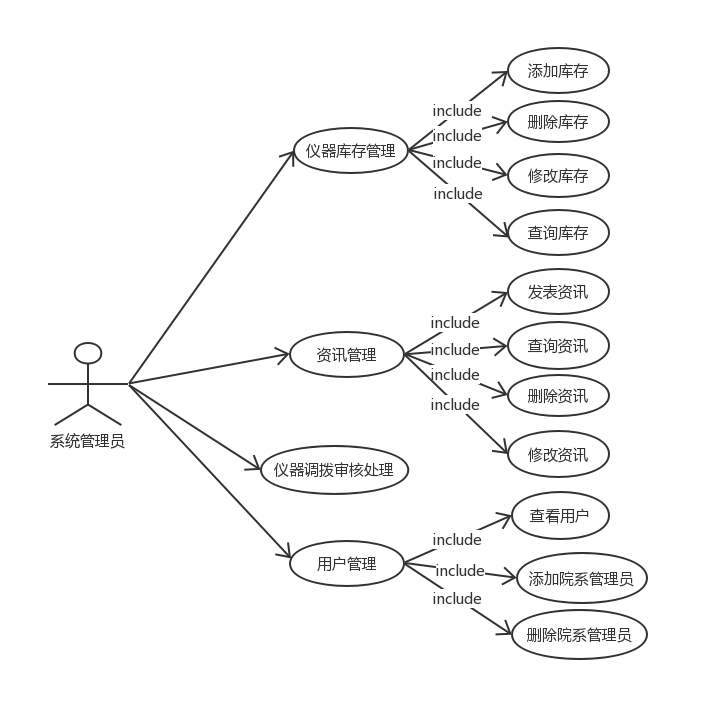 添加库存
include
删除库存
include
仪器库存管理
include
修改库存
include
查询库存
发表资讯
include
查询资讯
资讯管理
include
include
删除资讯
include
系统管理员
修改资讯
仪器调拨审核处理
查看用户
include
用户管理
include
添加院系管理员
include
删除院系管理员